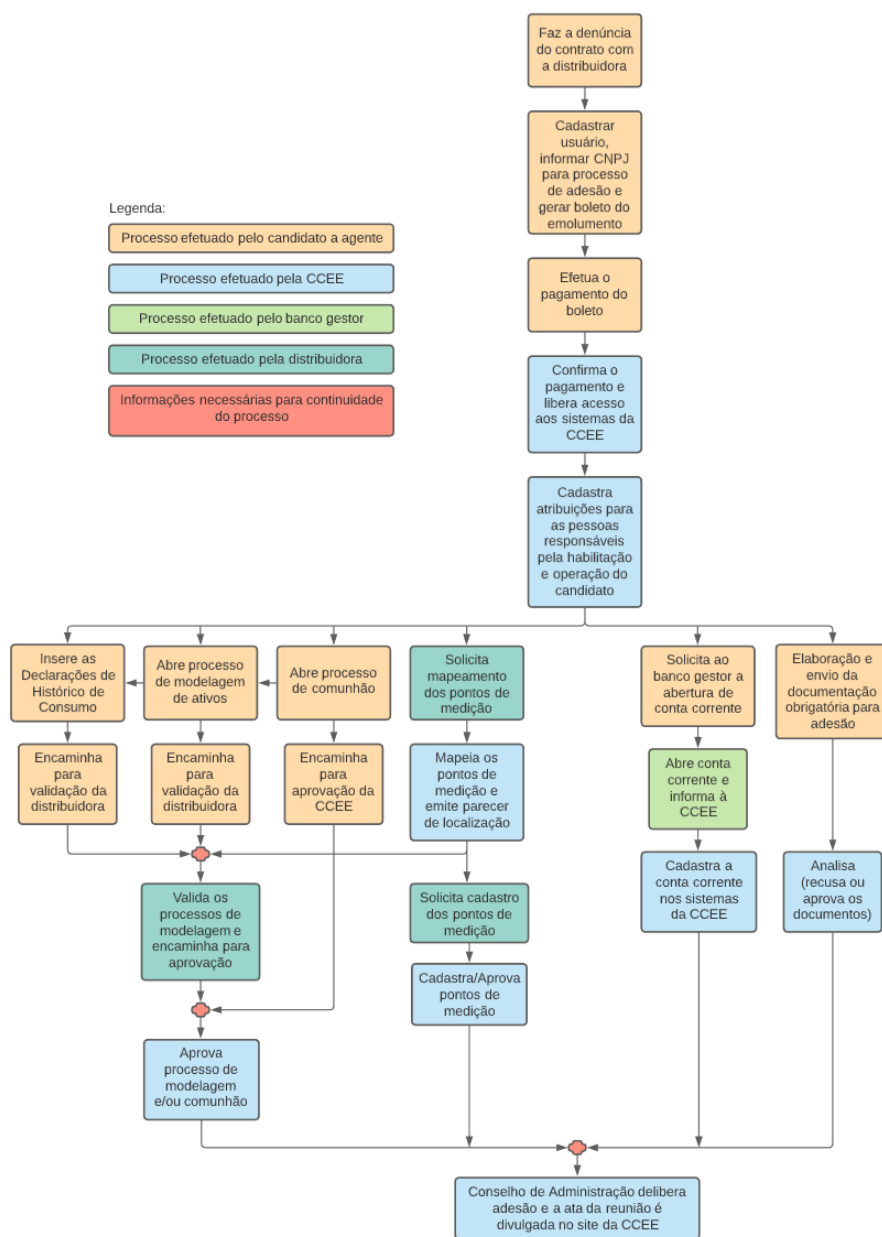 Faz a denúncia
do contrato com
a distribuidora
Cadastrar
usuário,
informar CNPJ
para processo
de adesão e
gerar boleto do
emolumento
Legenda:
Processo efetuado pelo candidato a agente
Processo efetuado pela CCEE
Processo efetuado pelo banco gestor
Processo efetuado pela distribuidora
Informações necessárias para continuidade
do processo
Efetua o
pagamento do
boleto
Confirma o
pagamento e
libera acesso
aos sistemas da
CCEE
Cadastra
atribuições para
as pessoas
responsáveis
pela habilitação
e operação do
candidato
Insere as
Declarações de
Histórico de
Consumo
Abre processo
de modelagem
de ativos
Abre processo
de comunhão
Solicita
mapeamento
dos pontos de
medição
Solicita ao
banco gestor a
abertura de
conta corrente
Elaboração e
envio da
documentação
obrigatória para
adesão
Encaminha
para
validação da
distribuidora
Encaminha
para
validação da
distribuidora
Encaminha
para
aprovação da
CCEE
Mapeia os
pontos de
medição e
emite parecer
de localização
Abre conta
corrente e
informa à
CCEE
Valida os
processos de
modelagem e
encaminha para
aprovação
Solicita cadastro
dos pontos de
medição
Cadastra a
conta corrente
nos sistemas
da CCEE
Analisa
(recusa ou
aprova os
documentos)
Cadastra/Aprova
pontos de
medição
Aprova
processo de
modelagem
e/ou comunhão
Conselho de Administração delibera
adesão e a ata da reunião é
divulgada no site da CCEE